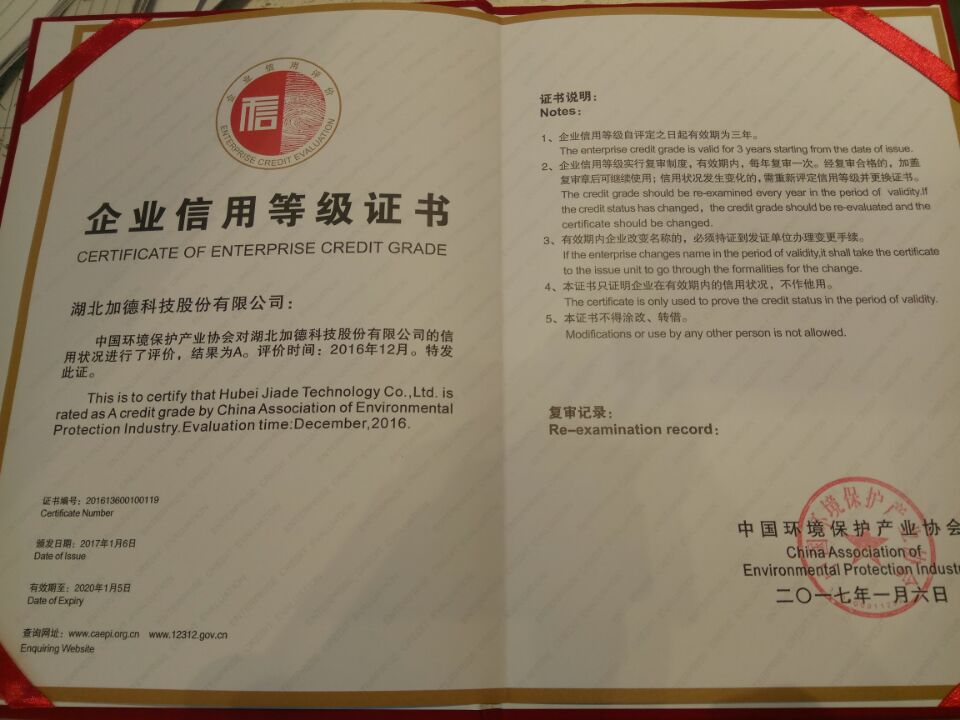 企业信用评价
信
ENTERPRISE CREDIT EVALUATION
企业信用等级证书
CERTIFICATE OF ENTERPRISE CREDIT GRADE
湖北加德科技股份有限公司：
中国环境保护产业协会对湖北加德科技股份有限公司的信
用状况进行了评价，结果为A。评价时间：2016年12月。特发
此证。
This is to certify that Hubei Jiade Technology Co.,Ltd. is
rated as A credit grade by China Association of Environmental
Protection Industry.Evaluation time:December,2016.
证书编号：201613600100119
Certificate Number
颁发日期：2017年1月6日
Date of Issue
有效期至：2020年1月5日
Date of Expiry
查询网址：www.caepi.org.cn www.12312.gov.cn
Enquiring Website
证书说明：
Notes:
1、企业信用等级自评定之日起有效期为三年。
The enterprise credit grade is valid for 3 years starting from the date of issue.
2、企业信用等级实行复审制度，有效期内，每年复审一次。经复审合格的，加盖
复审章后可继续使用；信用状况发生变化的，需重新评定信用等级并更换证书。
The credit grade should be re-examined every year in the period of validity.If
the credit status has changed, the credit grade should be re-evaluated and the
certificate should be changed.
3、有效期内企业改变名称的，必须持证到发证单位办理变更手续。
If the enterprise changes name in the period of validity,it shall take the certificate
to the issue unit to go through the formalities for the change.
4、本证书只证明企业在有效期内的信用状况，不作他用。
The certificate is only used to prove the credit status in the period of validity.
5、本证书不得涂改、转借。
Modifications or use by any other person is not allowed.
复审记录：
Re-examination record:
中国环境保护产业协会
China Association of
Environmental Protection Indust
二〇一七年一月六日